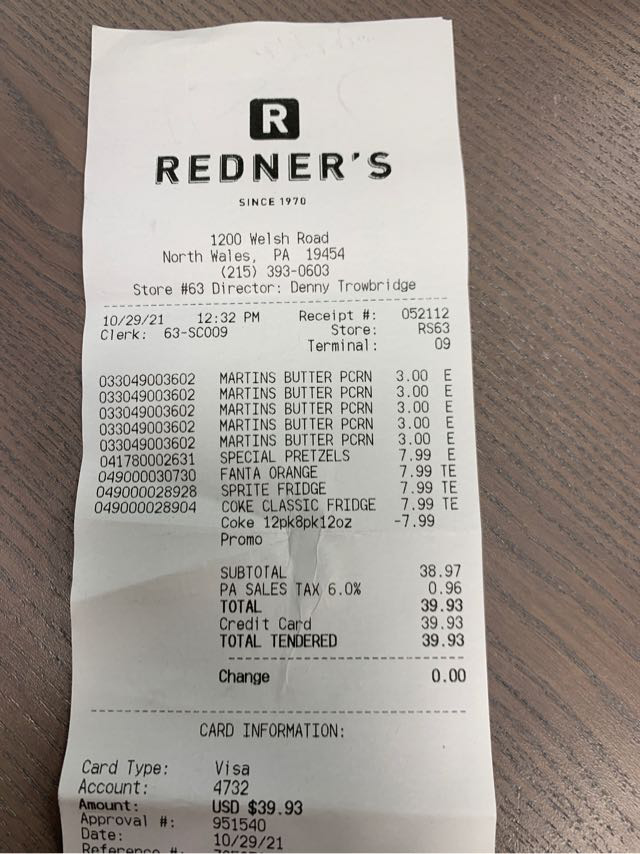 R
REDNER'S
SINCE 1970
1200 Welsh Road
North Wales, PA 19454
(215) 393-0603
Store #63 Director: Denny Trowbridge
10/29/21 12:32 PM Receipt #: 052112
Clerk: 63-SC009 Store: RS63
Terminal: 09
033049003602 MARTINS BUTTER PCRN 3.00 E
033049003602 MARTINS BUTTER PCRN 3.00 E
033049003602 MARTINS BUTTER PCRN 3.00 E
033049003602 MARTINS BUTTER PCRN 3.00 E
033049003602 MARTINS BUTTER PCRN 3.00 E
041780002631 SPECIAL PRETZELS 7.99 E
049000030730 FANTA ORANGE 7.99 TE
049000028928 SPRITE FRIDGE 7.99 TE
049000028904 COKE CLASSIC FRIDGE 7.99 TE
Coke 12pk8pk12oz -7.99
Promo
SUBTOTAL 38.97
PA SALES TAX 6.0% 0.96
TOTAL 39.93
Credit Card 39.93
TOTAL TENDERED 39.93
Change 0.00
CARD INFORMATION:
Card Type: Visa
Account: 4732
Amount: USD $39.93
Approval #: 951540
Date: 10/29/21
Reference #: